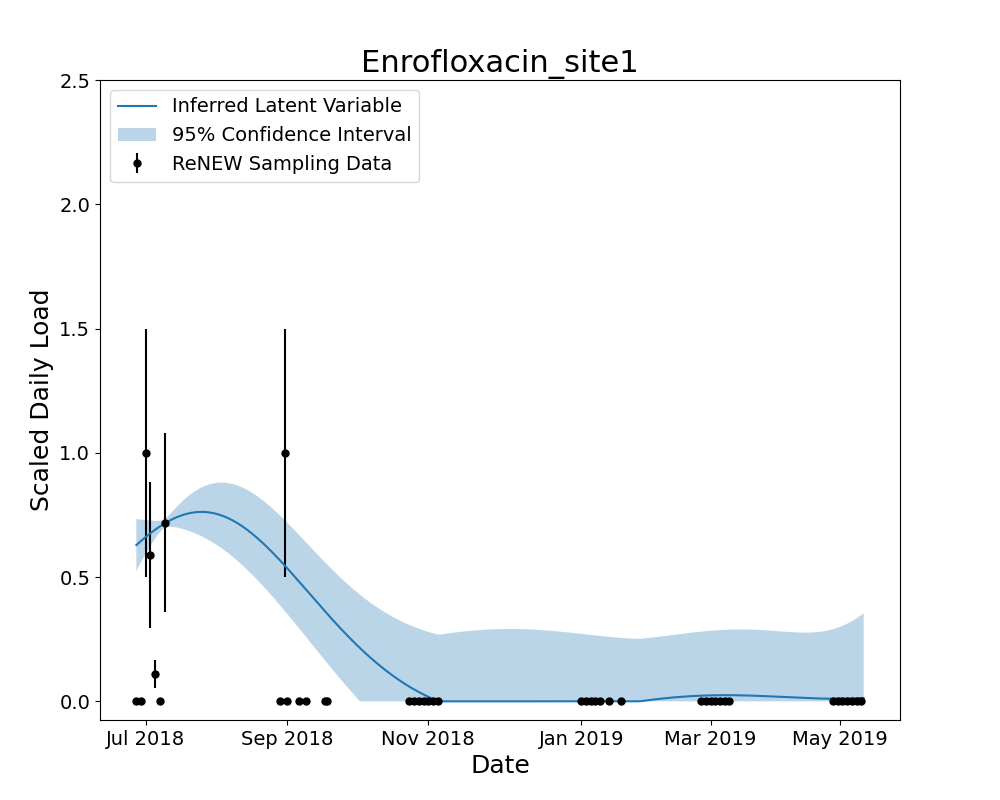 Enrofloxacin_site1
2.5
2.0
1.5
1.0
0.5
0.0
Scaled Daily Load
Inferred Latent Variable
95% Confidence Interval
ReNEW Sampling Data
Jul 2018 Sep 2018 Nov 2018 Jan 2019 Mar 2019 May 2019
Date